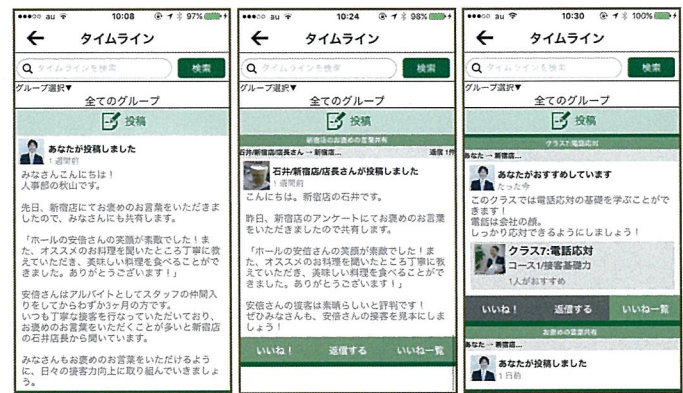 au 10:08 97%
タイムライン
タイムラインを検索 検索
グループ選択▼
全てのグループ
投稿
あなたが投稿しました
1週間前
みなさんこんにちは!
人事部の秋山です。
先日、新宿店にてお褒めのお言葉をいただきま
したので、みなさんにも共有します。
「ホールの安倍さんの笑顔が素敵でした!ま
た、オススメのお料理を聞いたところ丁寧に教
えていただき、美味しい料理を食べることがで
きました。ありがとうございます!」
安倍さんはアルバイトとしてスタッフの仲間入
りをしてからわずか3ヶ月の方です。
いつも丁寧な接客を行なっていただいており、
お褒めの言葉をいただくことが多いと新宿店
の石井店長から聞いています。
みなさんもお褒めのお言葉をいただけるよう
に、日々の接客力向上に取り組んでいきましょ
う。
au 10:24 98%
タイムライン
タイムラインを検索 検索
グループ選択▼
全てのグループ
投稿
新宿店のお褒めの言葉共有
石井/新宿店/店長さん → 新宿店... 返信 1件
石井/新宿店/店長さんが投稿しました
1週間前
こんにちは。新宿店の石井です。
昨日、新宿店のアンケートにてお褒めのお言葉
をいただきましたので共有します。
「ホールの安倍さんの笑顔が素敵でした!ま
た、オススメのお料理を聞いたところ丁寧に教
えていただき、美味しい料理を食べることがで
きました。ありがとうございます!」
安倍さんの接客は素晴らしいと評判です!
ぜひみなさんも、安倍さんの接客を見本にしま
しょう!
いいね! 返信する いいね一覧
au 10:30 100%
タイムライン
タイムラインを検索 検索
グループ選択▼
全てのグループ
投稿
クラス7:電話応対
あなた → 新宿店...
あなたがおすすめしています
たった今
このクラスでは電話応対の基礎を学ぶことがで
きます!
電話は会社の顔。
しっかり応対できるようにしましょう!
クラス7:電話応対
コース1/接客基礎力
1人がおすすめ
いいね! 返信する いいね一覧
お褒めの言葉共有
あなた → 新宿店...
あなたが投稿しました
1日前